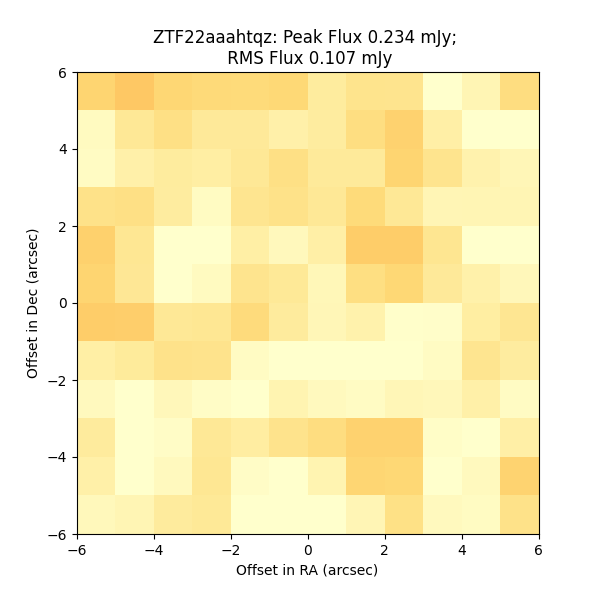 ZTF22aaahtqz: Peak Flux 0.234 mJy;
RMS Flux 0.107 mJy
6
4
2
0
−2
−4
−6
Offset in Dec (arcsec)
−6 −4 −2 0 2 4 6
Offset in RA (arcsec)